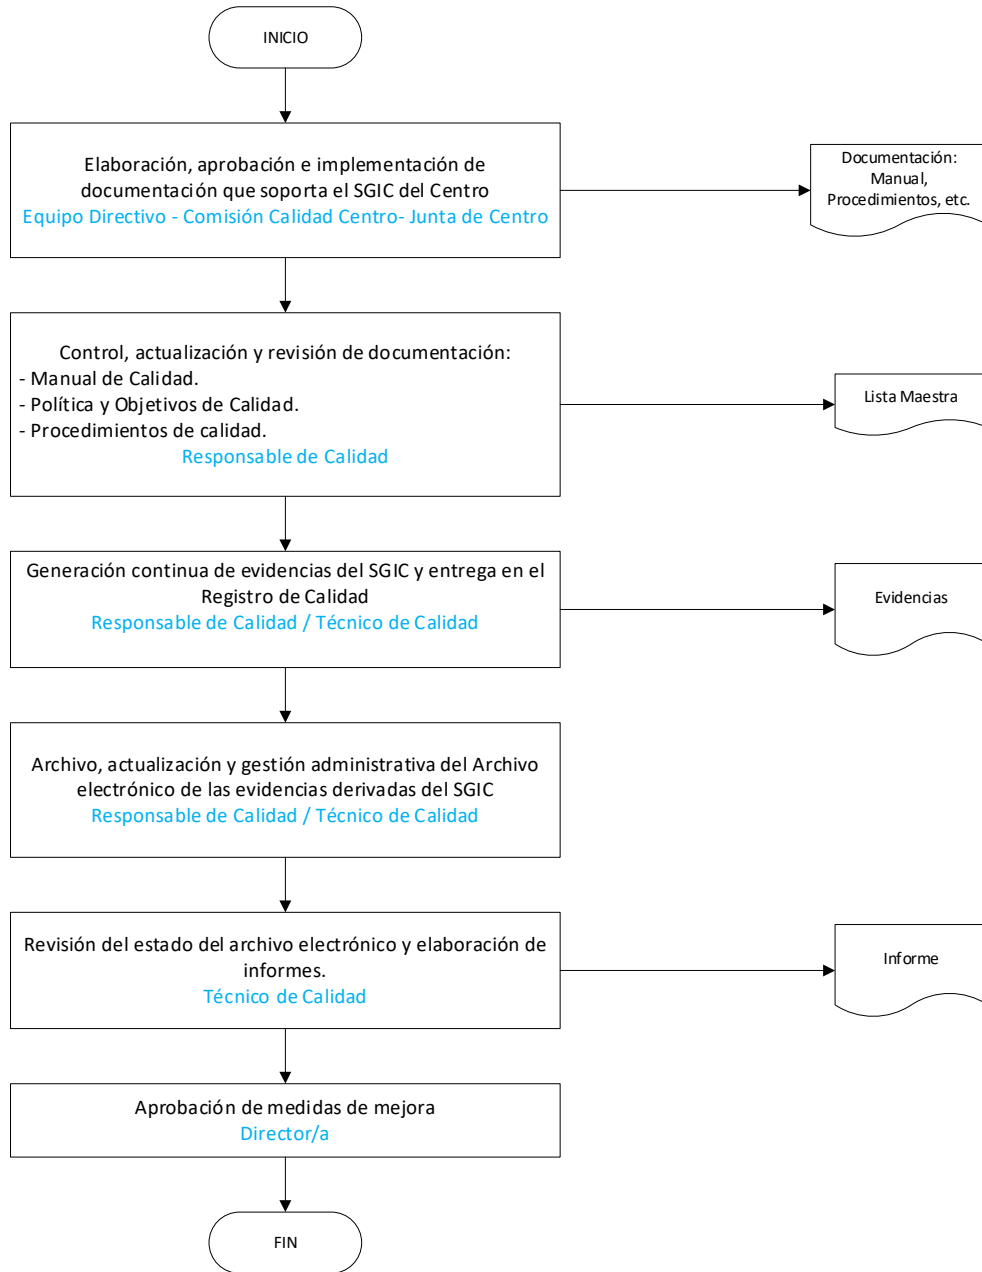 INICIO
Elaboración, aprobación e implementación de
documentación que soporta el SGIC del Centro
Equipo Directivo - Comisión Calidad Centro- Junta de Centro
Documentación:
Manual,
Procedimientos, etc.
Control, actualización y revisión de documentación:
- Manual de Calidad.
- Política y Objetivos de Calidad.
- Procedimientos de calidad.
Responsable de Calidad
Lista Maestra
Generación continua de evidencias del SGIC y entrega en el
Registro de Calidad
Responsable de Calidad / Técnico de Calidad
Evidencias
Archivo, actualización y gestión administrativa del Archivo
electrónico de las evidencias derivadas del SGIC
Responsable de Calidad / Técnico de Calidad
Revisión del estado del archivo electrónico y elaboración de
informes.
Técnico de Calidad
Informe
Aprobación de medidas de mejora
Director/a
FIN